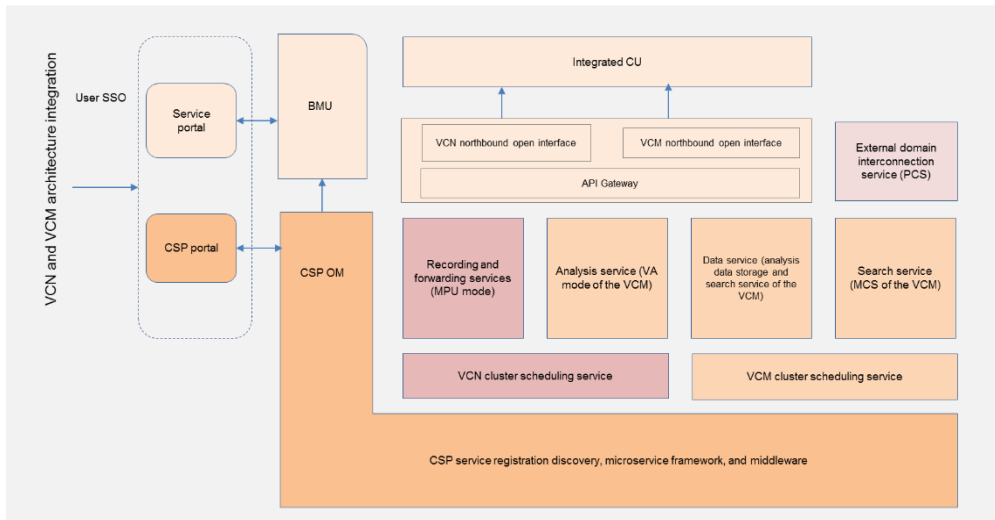 VCN and VCM architecture integration
User SSO
Service
portal
CSP portal
BMU
CSP OM
Integrated CU
VCN northbound open interface
VCM northbound open interface
API Gateway
External domain
interconnection
service (PCS)
Recording and
forwarding services
(MPU mode)
Analysis service (VA
mode of the VCM)
Data service (analysis
data storage and
search service of the
VCM)
Search service
(MCS of the VCM)
VCN cluster scheduling service
VCM cluster scheduling service
CSP service registration discovery, microservice framework, and middleware